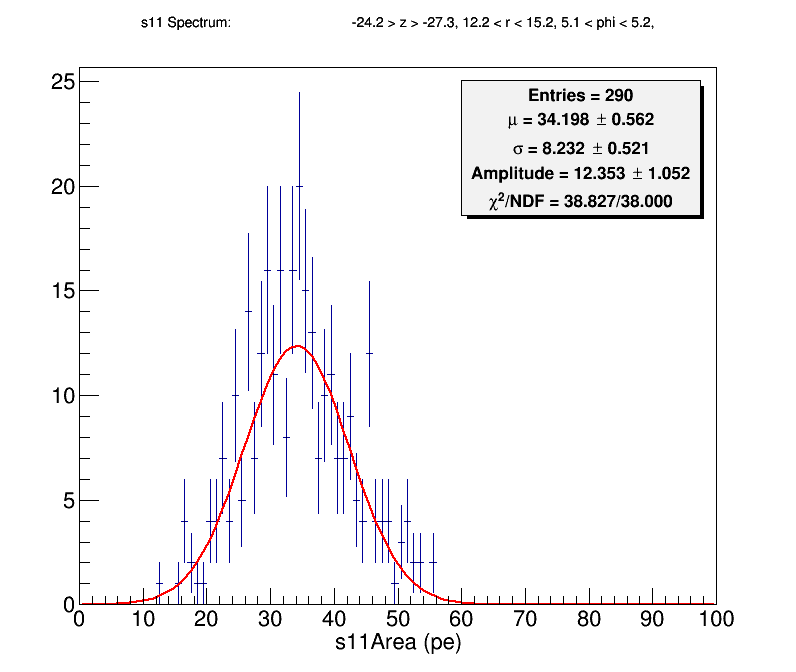 s11 Spectrum: -24.2 > z > -27.3, 12.2 < r < 15.2, 5.1 < phi < 5.2,
Entries = 290
μ = 34.198 ± 0.562
σ = 8.232 ± 0.521
Amplitude = 12.353 ± 1.052
χ²/NDF = 38.827/38.000
25
20
15
10
5
0
0 10 20 30 40 50 60 70 80 90 100
s11Area (pe)